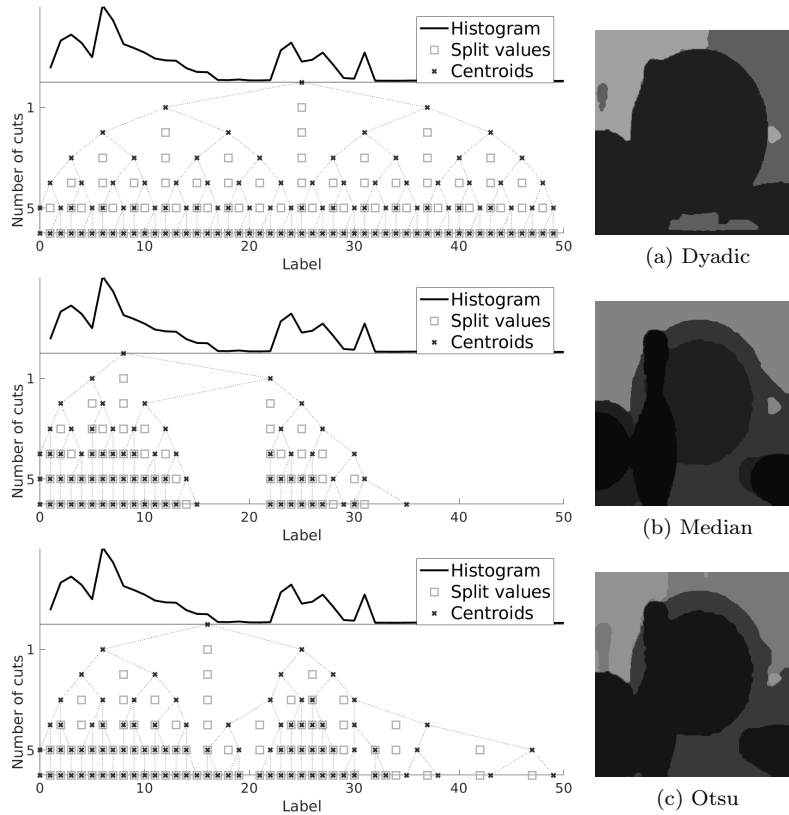 Histogram
Split values
Centroids
Number of cuts
1
5
0 10 20 30 40 50
Label
(a) Dyadic
Histogram
Split values
Centroids
Number of cuts
1
5
0 10 20 30 40 50
Label
(b) Median
Histogram
Split values
Centroids
Number of cuts
1
5
0 10 20 30 40 50
Label
(c) Otsu